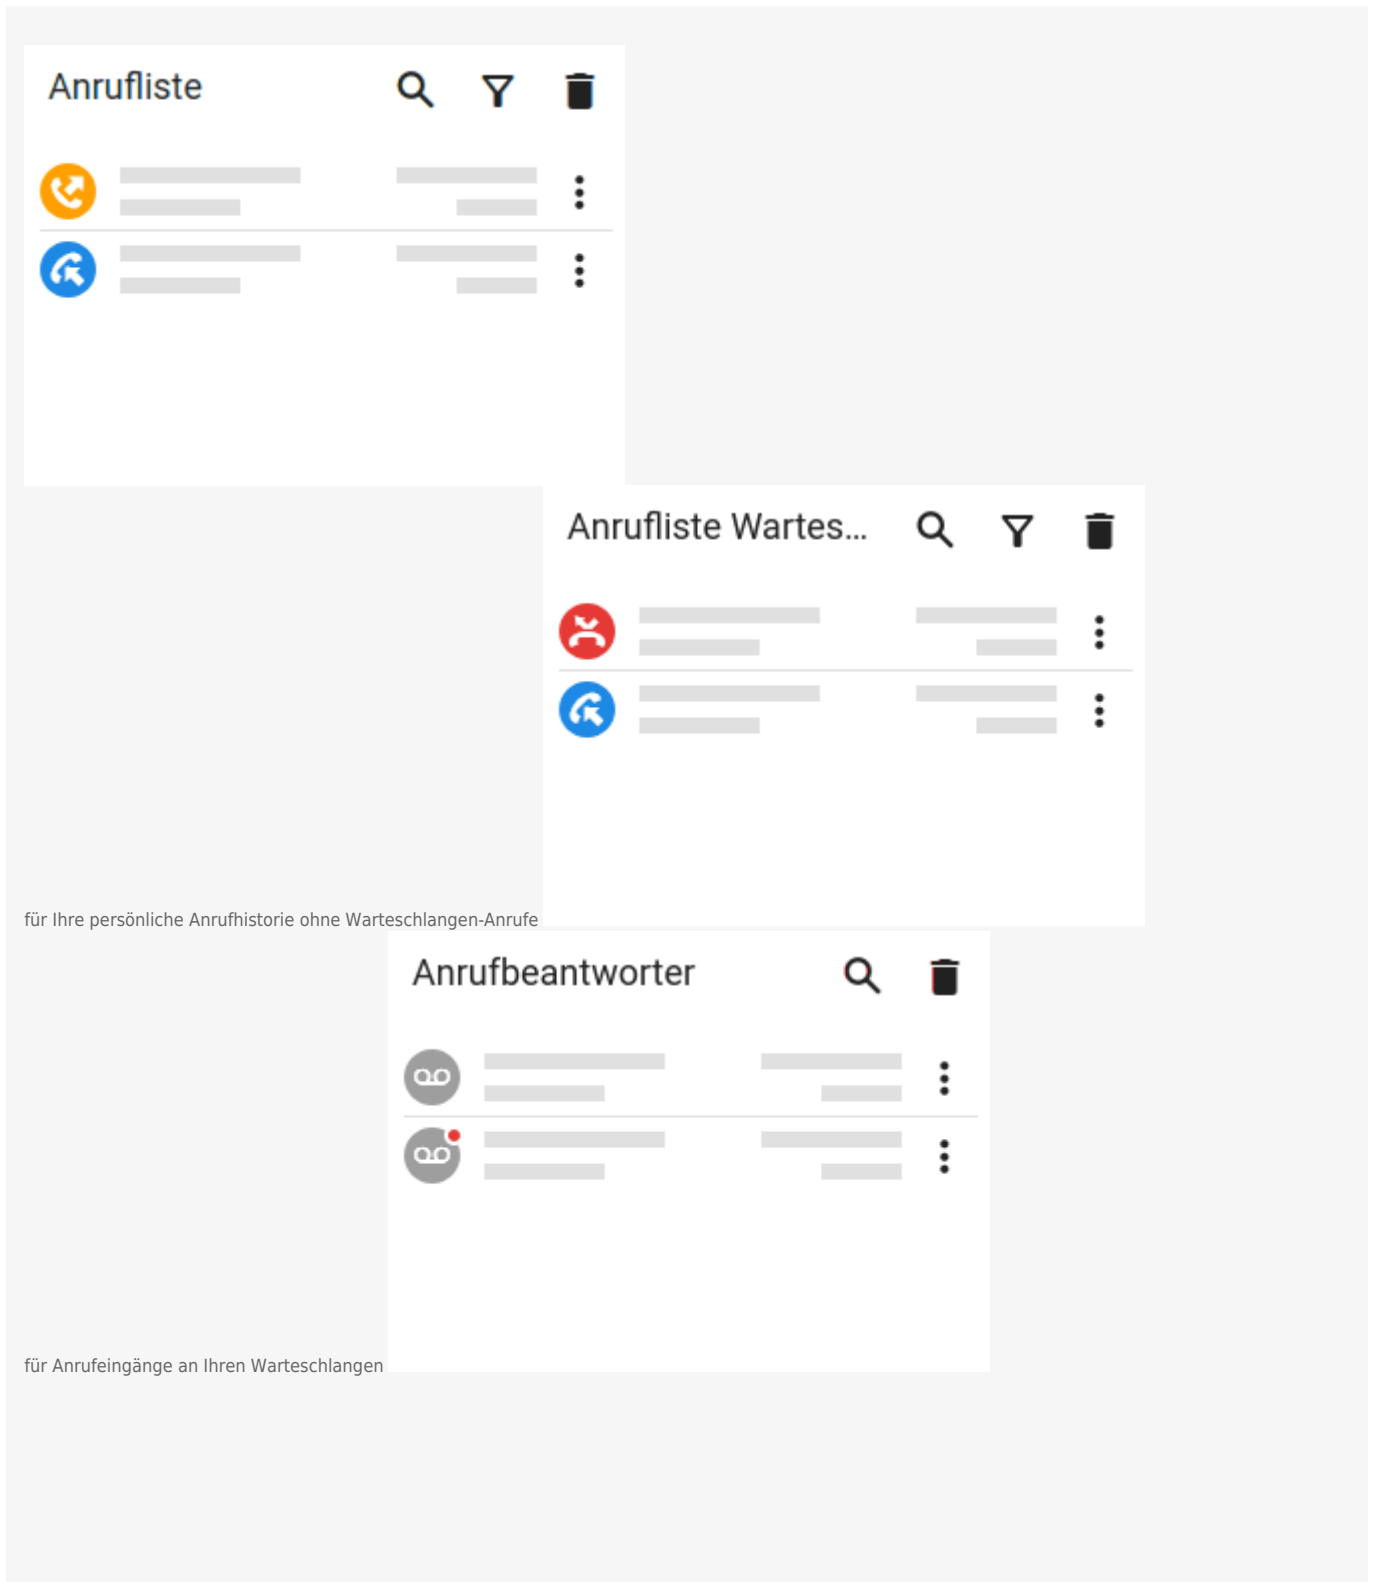 Anrufliste
Anrufliste Wartes...
für Ihre persönliche Anrufhistorie ohne Warteschlangen-Anrufe
Anrufbeantworter
für Anrufeingänge an Ihren Warteschlangen